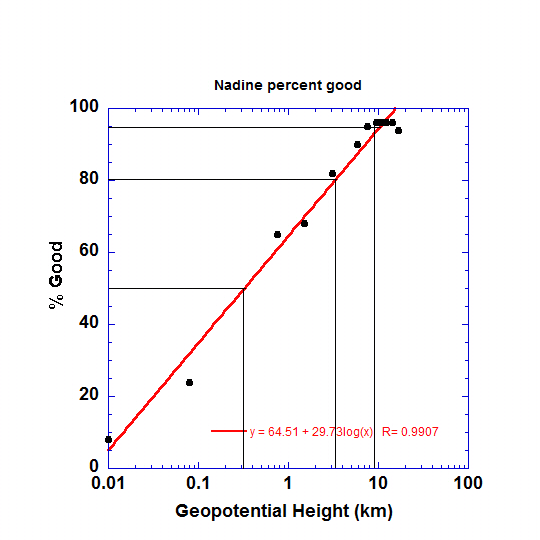 Nadine percent good
100
80
60
40
20
0
% Good
y = 64.51 + 29.73log(x) R= 0.9907
0.01 0.1 1 10 100
Geopotential Height (km)